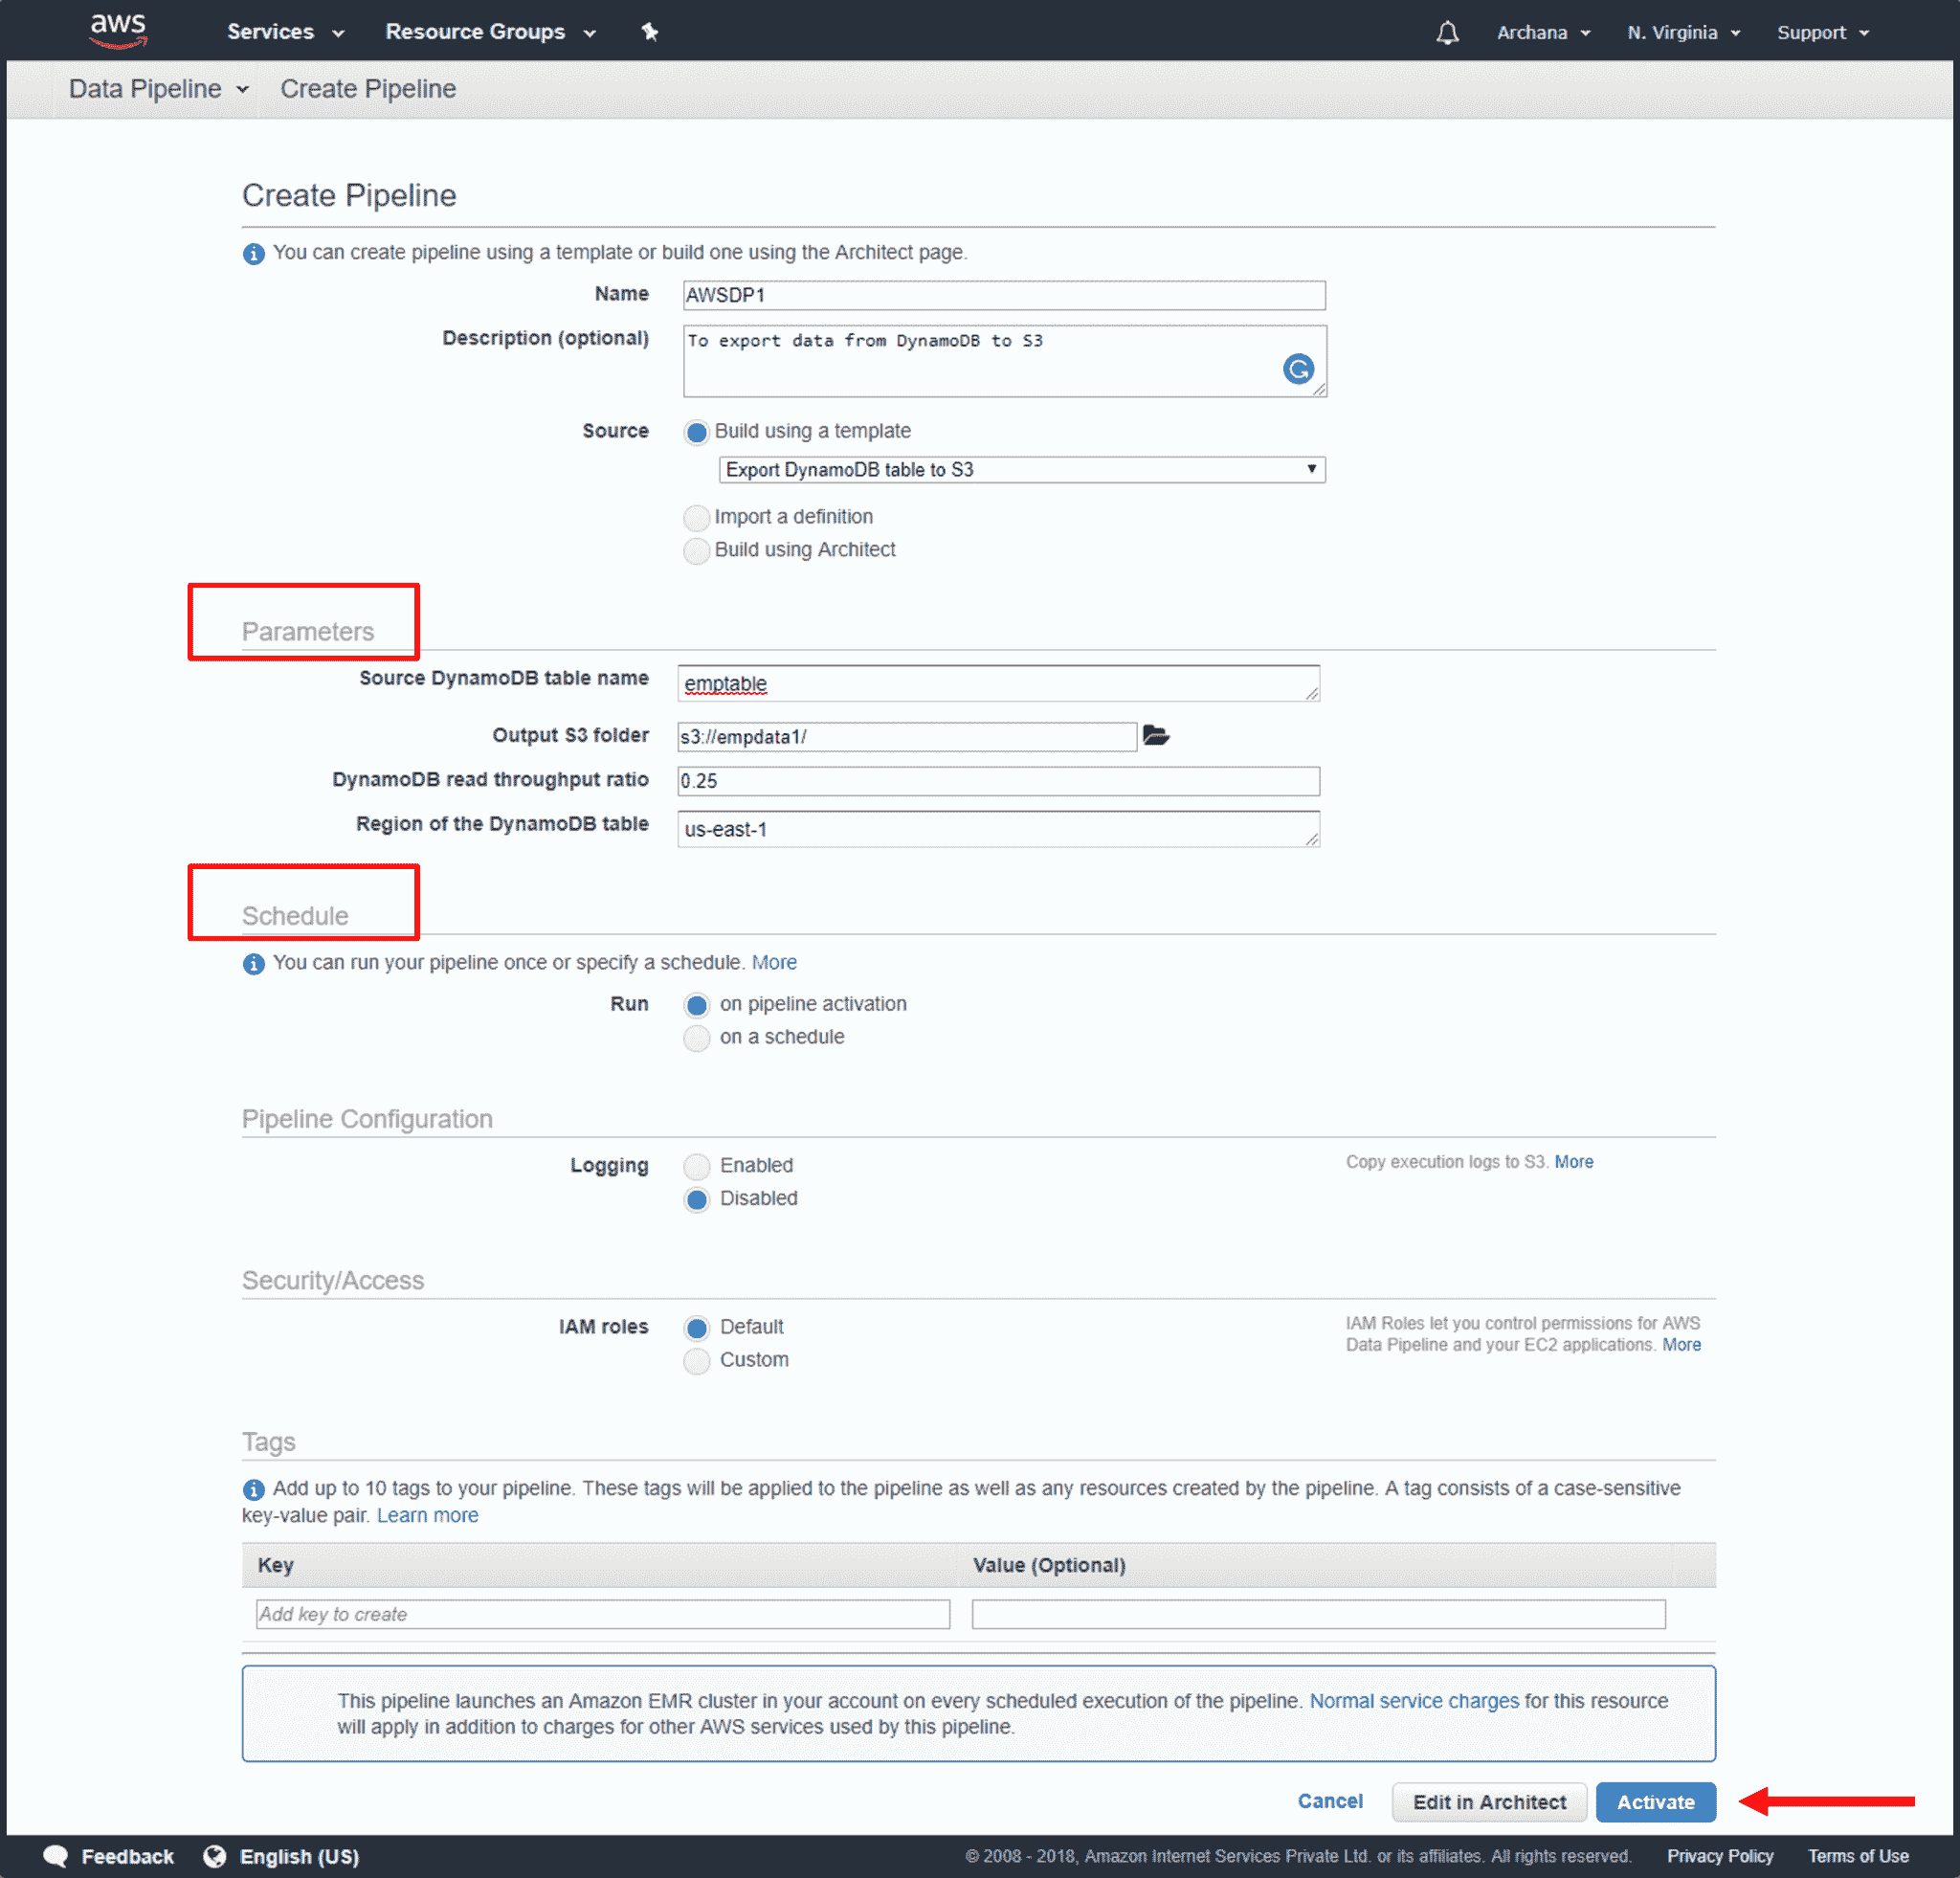 aws Services Resource Groups Archana N. Virginia Support
Data Pipeline Create Pipeline
Create Pipeline
You can create pipeline using a template or build one using the Architect page.
Name AWSDP1
Description (optional) To export data from DynamoDB to S3
Source Build using a template
Export DynamoDB table to S3
Import a definition
Build using Architect
Parameters
Source DynamoDB table name emptable
Output S3 folder s3://empdata1/
DynamoDB read throughput ratio 0.25
Region of the DynamoDB table us-east-1
Schedule
You can run your pipeline once or specify a schedule. More
Run on pipeline activation
on a schedule
Pipeline Configuration
Logging Enabled Copy execution logs to S3. More
Disabled
Security/Access
IAM roles Default IAM Roles let you control permissions for AWS
Data Pipeline and your EC2 applications. More
Custom
Tags
Add up to 10 tags to your pipeline. These tags will be applied to the pipeline as well as any resources created by the pipeline. A tag consists of a case-sensitive
key-value pair. Learn more
Key Value (Optional)
Add key to create
This pipeline launches an Amazon EMR cluster in your account on every scheduled execution of the pipeline. Normal service charges for this resource
will apply in addition to charges for other AWS services used by this pipeline.
Cancel Edit in Architect Activate
Feedback English (US) © 2008 - 2018, Amazon Internet Services Private Ltd. or its affiliates. All rights reserved. Privacy Policy Terms of Use